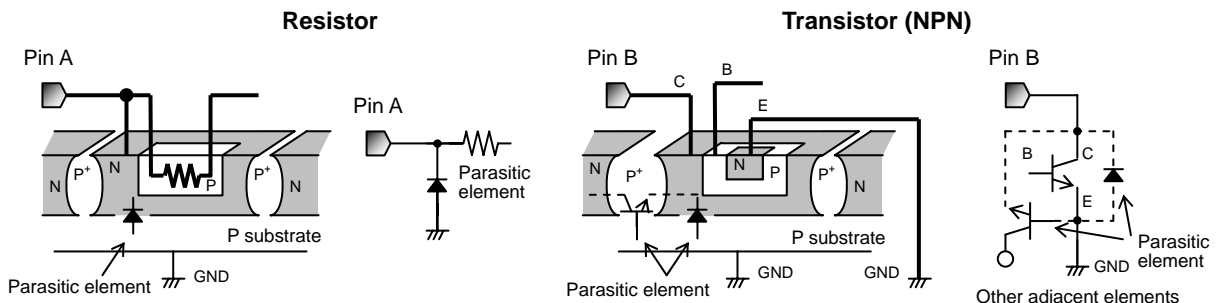 Resistor
Transistor (NPN)
Pin A
Pin B
Pin B
C
B
E
Pin A
N
P+
N
P
P+
N
Parasitic
element
N
P+
N
P
P+
N
B
C
E
P substrate
GND
Parasitic element
P substrate
GND
GND
Parasitic element
Parasitic
element
GND
Other adjacent elements